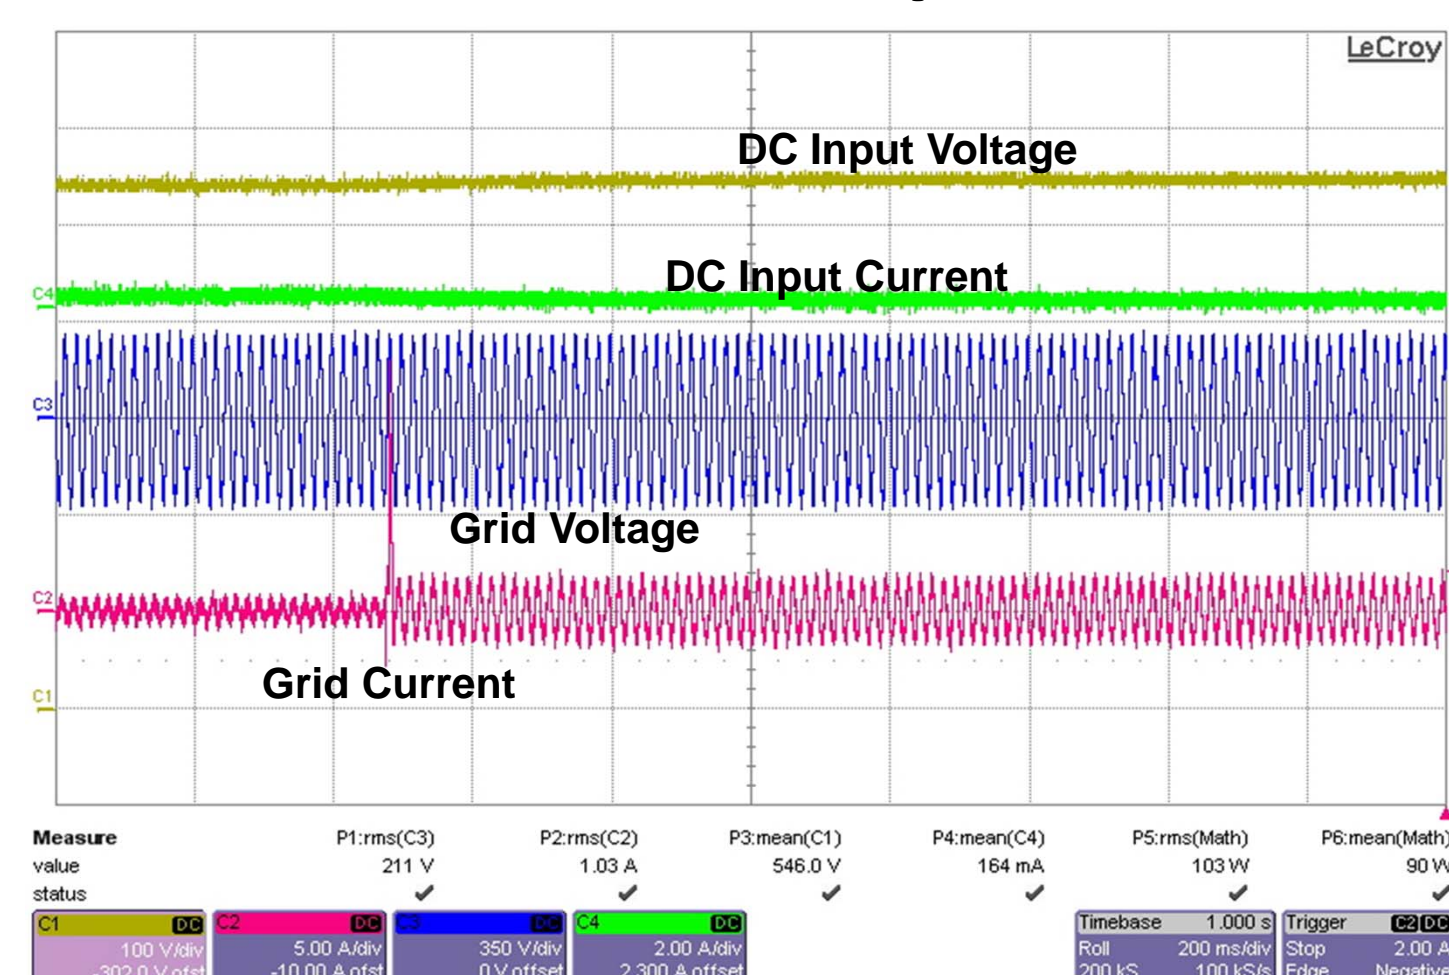 LeCroy
DC Input Voltage
DC Input Current
C4
C3
Grid Voltage
C2
Grid Current
C1
Measure P1:rms(C3) P2:rms(C2) P3:mean(C1) P4:mean(C4) P5:rms(Math) P6:mean(Math)
value 211 V 1.03 A 546.0 V 164 mA 103 W 90 W
status
C1 DC C2 DC C3 DC C4 DC Timebase 1.000 s Trigger C2 DC
100 V/div 5.00 A/div 350 V/div 2.00 A/div Roll 200 ms/div Stop 2.00 A
-302.0 V ofst -10.00 A ofst 0 V offset 2.300 A offset 200 kS 100 kS/s Edge